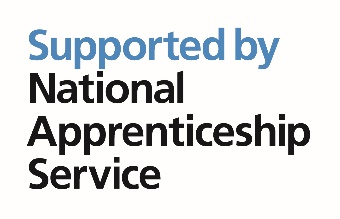 Supported by
National
Apprenticeship
Service